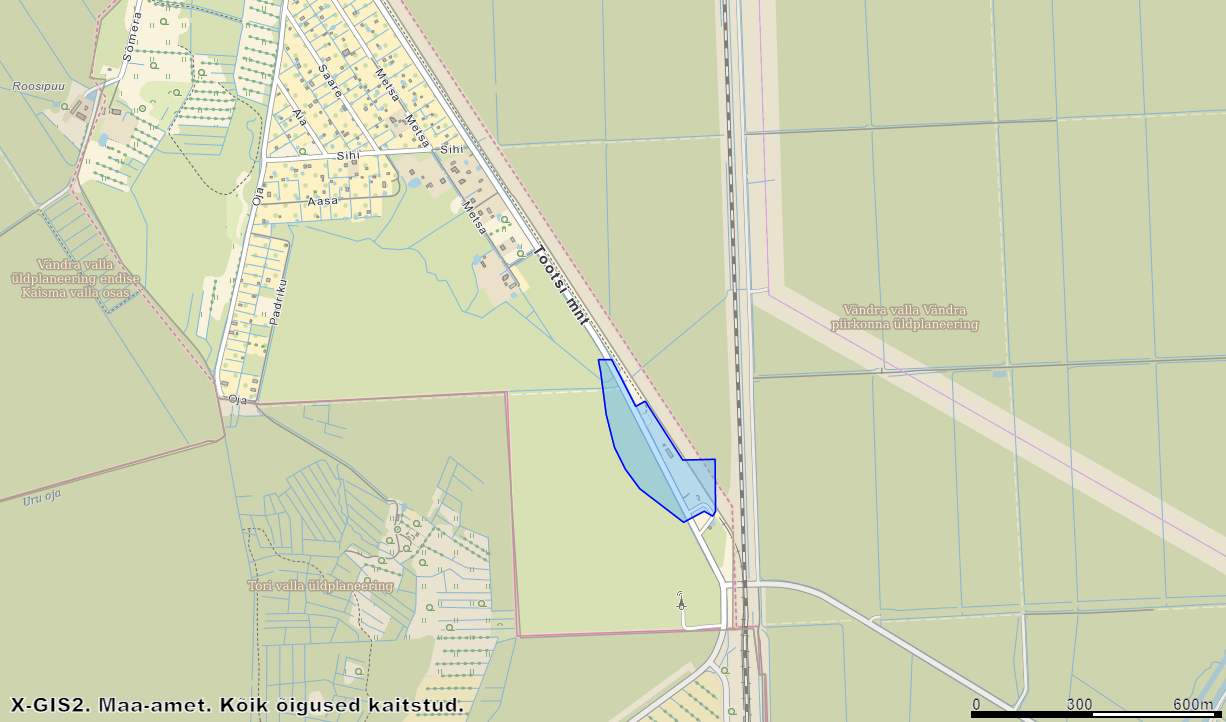 Sõmera
Roosipuu
Saare
Metsa
Metsa
Aia
Sihi
Sihi
Oja
Aasa
Metsa
Tootsi mnt
Vändra valla
üldplaneering endise
Kaisma valla osas
Padriku
Vändra valla Vändra
piirkonna üldplaneering
Oja
Uru oja
Tori valla üldplaneering
X-GIS2. Maa-amet. Kõik õigused kaitstud.
0 300 600m